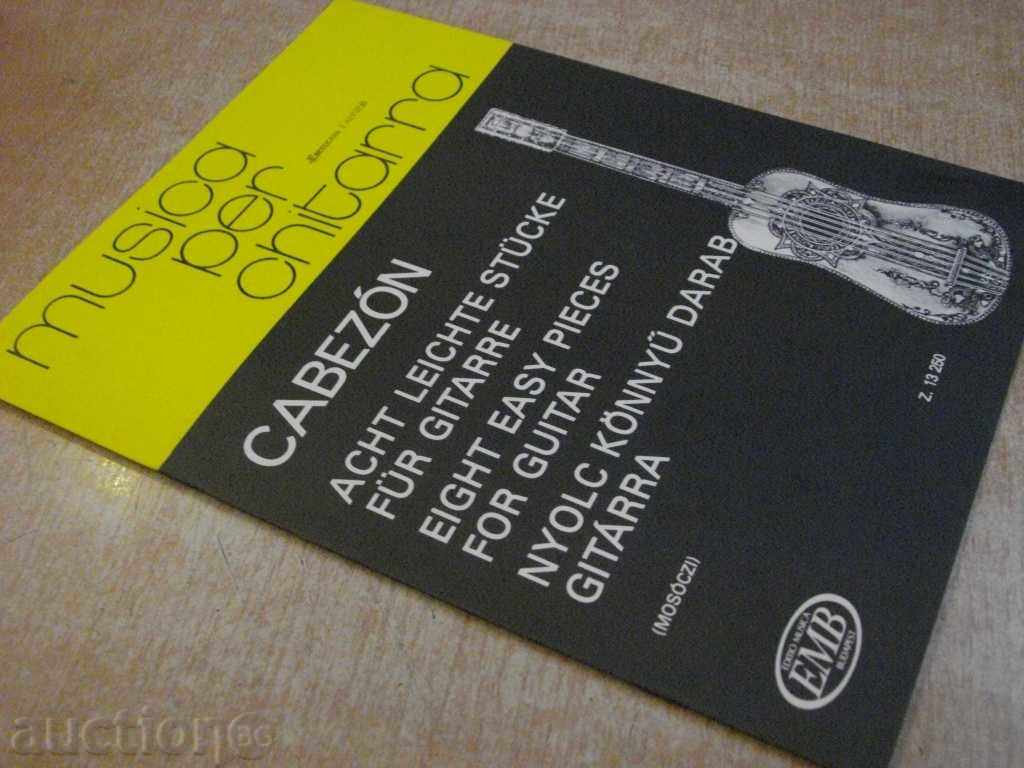 musica
per
chitarra
CABEZÓN
ACHT LEICHTE STÜCKE
FÜR GITARRE
EIGHT EASY PIECES
FOR GUITAR
NYOLC KÖNNYŰ DARAB
GITÁRRA
(MOSÓCZI)
Z. 13 260
EDITIO MUSICA
EMB
BUDAPEST
auction BG